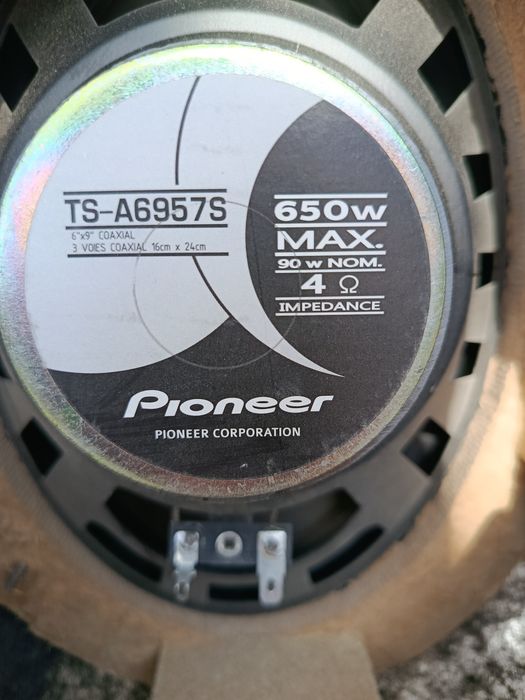 TS-A6957S
6"x9" COAXIAL
3 VOIES COAXIAL 16cm x 24cm
650w
MAX.
90 w NOM.
4 Ω
IMPEDANCE
Pioneer
PIONEER CORPORATION